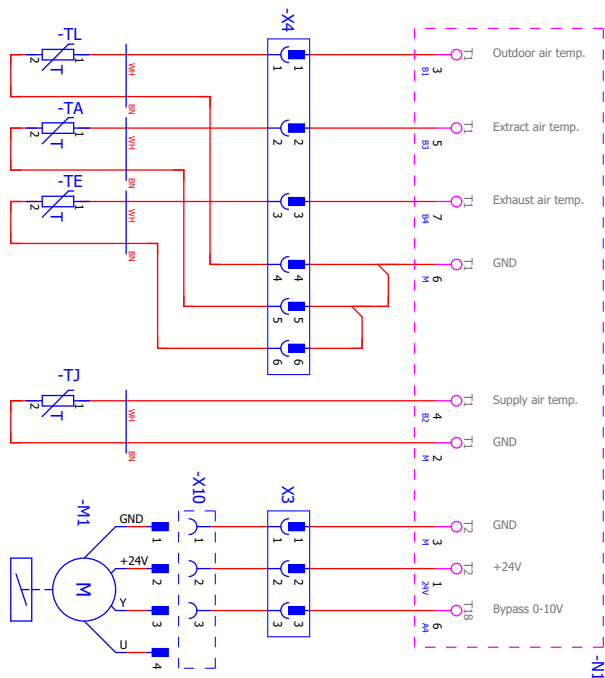 -X4
-TL
2
1
T
WH
BN
1
1
T1
Outdoor air temp.
3
B1
-TA
2
1
T
WH
BN
2
2
T1
Extract air temp.
5
B3
-TE
2
1
T
WH
BN
3
3
T1
Exhaust air temp.
7
B4
4
4
T1
GND
6
M
5
5
6
6
-TJ
2
1
T
WH
BN
T1
Supply air temp.
4
B2
T1
GND
2
M
-M1
-X10
X3
GND
1
1
1
1
T2
GND
3
M
+24V
2
2
2
2
T2
+24V
1
24V
M
Y
3
3
3
3
T18
Bypass 0-10V
6
A4
U
4
-N1